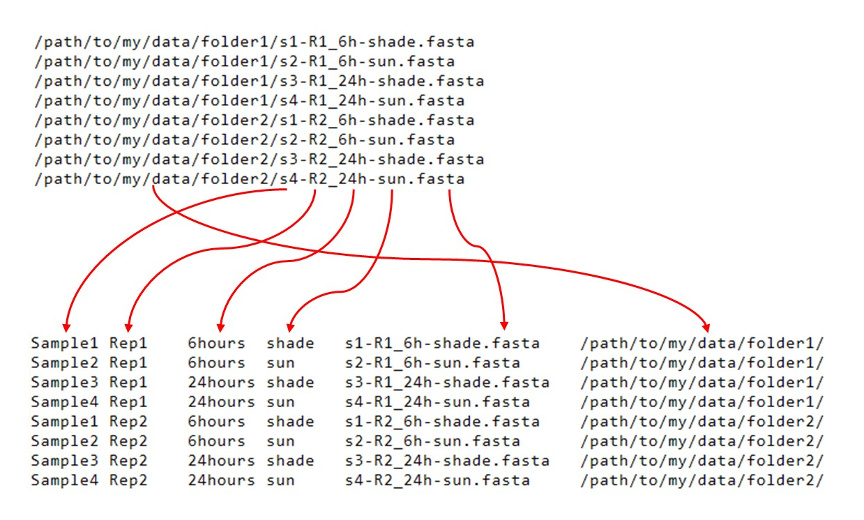 /path/to/my/data/folder1/s1-R1_6h-shade.fasta
/path/to/my/data/folder1/s2-R1_6h-sun.fasta
/path/to/my/data/folder1/s3-R1_24h-shade.fasta
/path/to/my/data/folder1/s4-R1_24h-sun.fasta
/path/to/my/data/folder2/s1-R2_6h-shade.fasta
/path/to/my/data/folder2/s2-R2_6h-sun.fasta
/path/to/my/data/folder2/s3-R2_24h-shade.fasta
/path/to/my/data/folder2/s4-R2_24h-sun.fasta
Sample1 Rep1 6hours shade s1-R1_6h-shade.fasta /path/to/my/data/folder1/
Sample2 Rep1 6hours sun s2-R1_6h-sun.fasta /path/to/my/data/folder1/
Sample3 Rep1 24hours shade s3-R1_24h-shade.fasta /path/to/my/data/folder1/
Sample4 Rep1 24hours sun s4-R1_24h-sun.fasta /path/to/my/data/folder1/
Sample1 Rep2 6hours shade s1-R2_6h-shade.fasta /path/to/my/data/folder2/
Sample2 Rep2 6hours sun s2-R2_6h-sun.fasta /path/to/my/data/folder2/
Sample3 Rep2 24hours shade s3-R2_24h-shade.fasta /path/to/my/data/folder2/
Sample4 Rep2 24hours sun s4-R2_24h-sun.fasta /path/to/my/data/folder2/